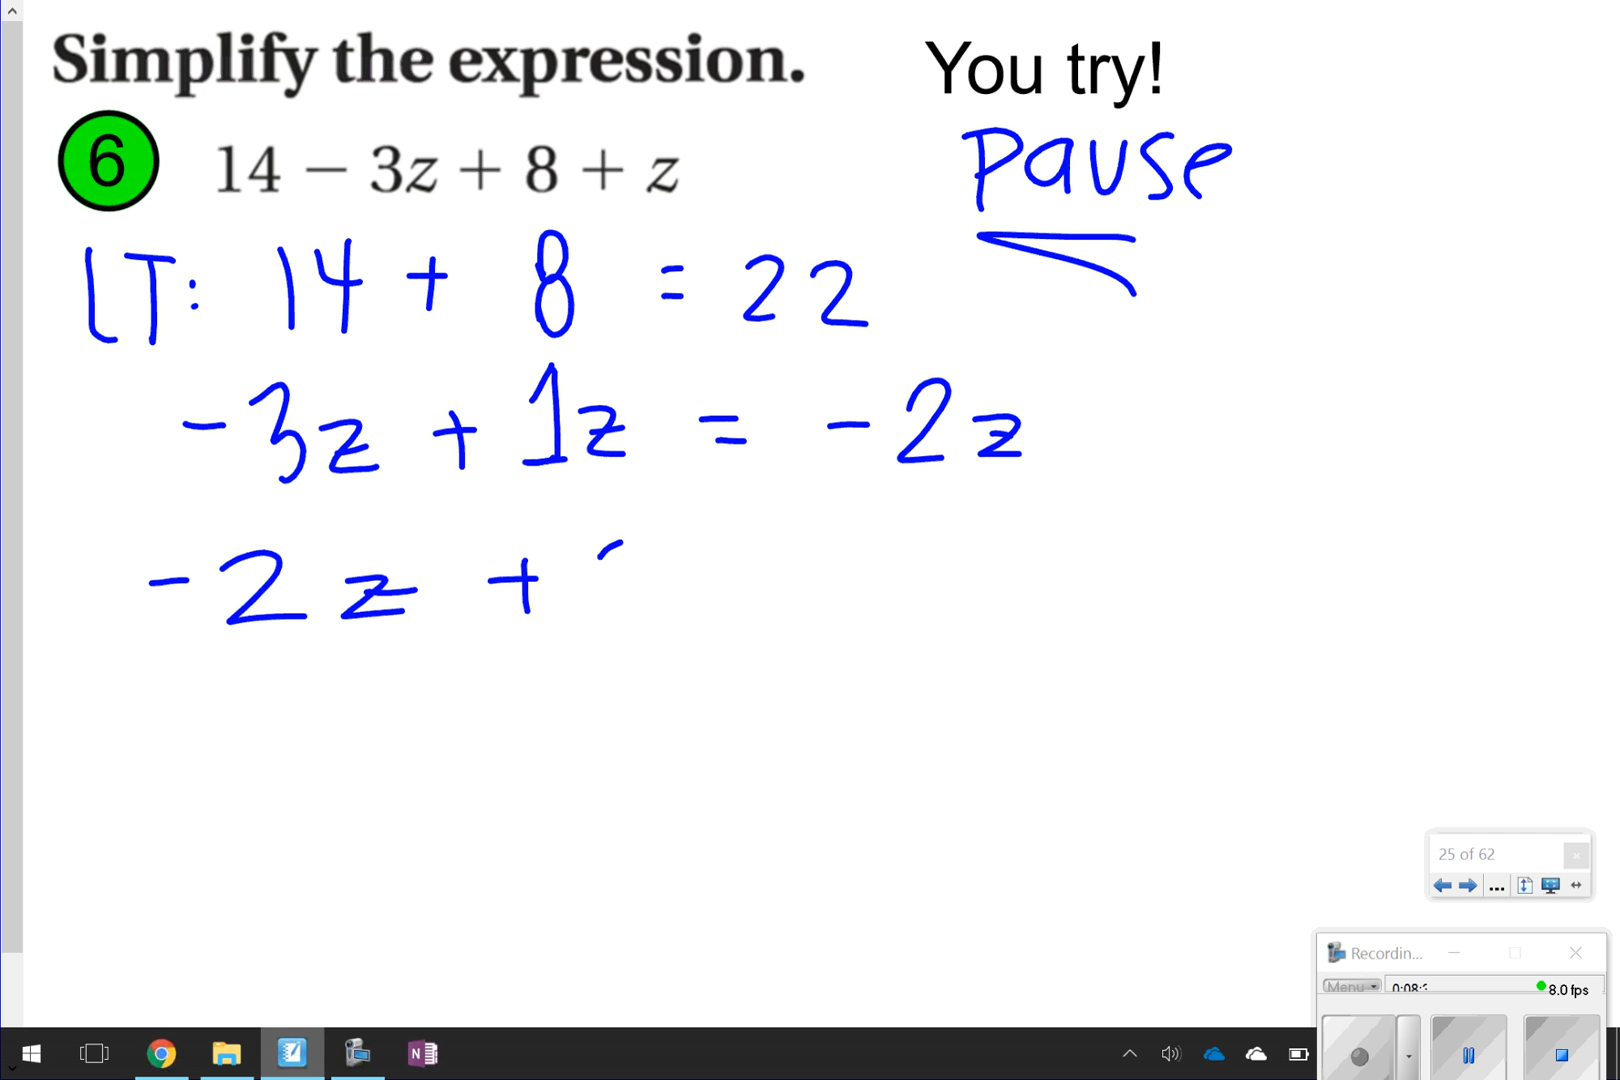 Simplify the expression.
You try!
6
14 − 3z + 8 + z
pause
LT: 14 + 8 = 22
-3z + 1z = -2z
-2z +
25 of 62
...
Recordin...
Menu
8.0 fps
N